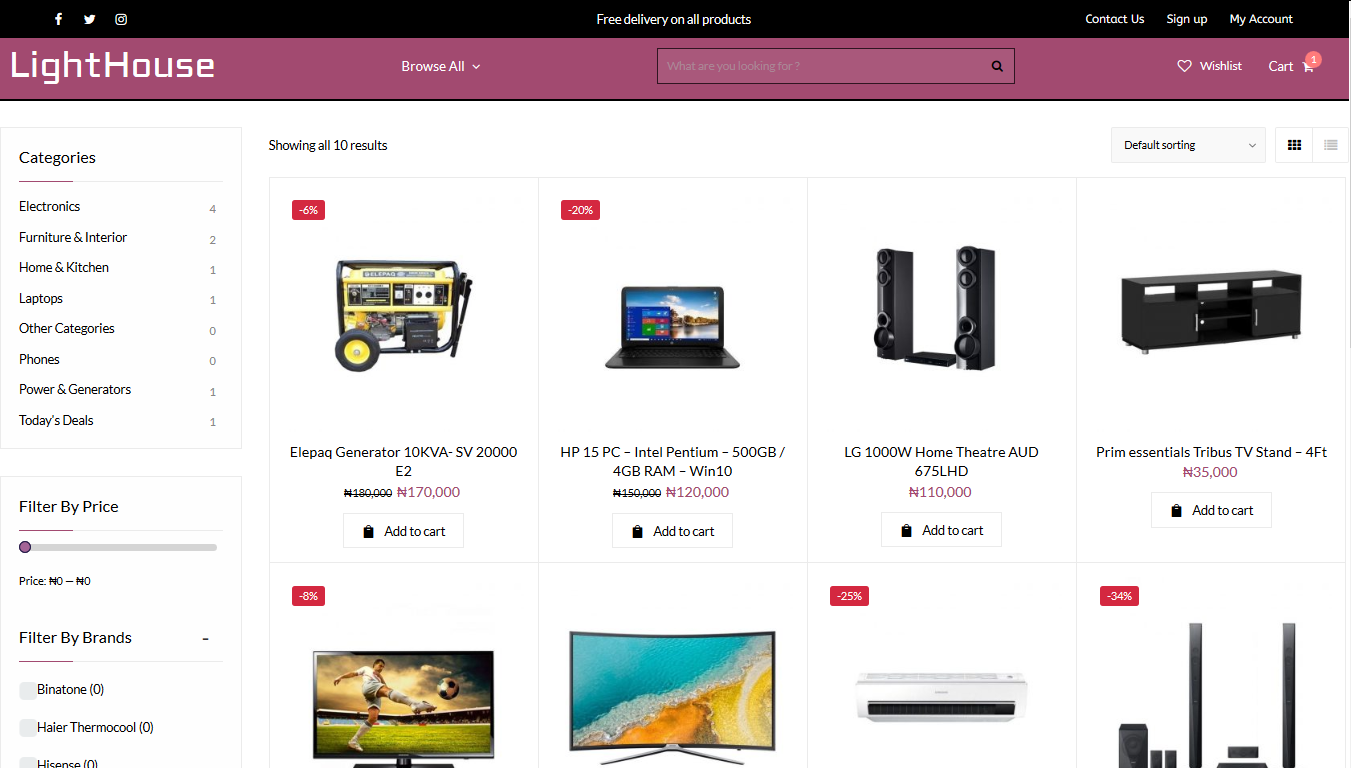 Free delivery on all products
Contact Us Sign up My Account
LightHouse
Browse All
What are you looking for ?
Wishlist
Cart 1
Categories
Electronics 4
Furniture & Interior 2
Home & Kitchen 1
Laptops 1
Other Categories 0
Phones 0
Power & Generators 1
Today's Deals 1
Filter By Price
Price: ₦0 — ₦0
Filter By Brands -
Binatone (0)
Haier Thermocool (0)
Hisense (0)
Showing all 10 results
Default sorting
-6%
ELEPAQ
Elepaq Generator 10KVA- SV 20000
E2
₦180,000 ₦170,000
Add to cart
-20%
HP 15 PC – Intel Pentium – 500GB /
4GB RAM – Win10
₦150,000 ₦120,000
Add to cart
LG 1000W Home Theatre AUD
675LHD
₦110,000
Add to cart
Prim essentials Tribus TV Stand – 4Ft
₦35,000
Add to cart
-8%
-25%
-34%